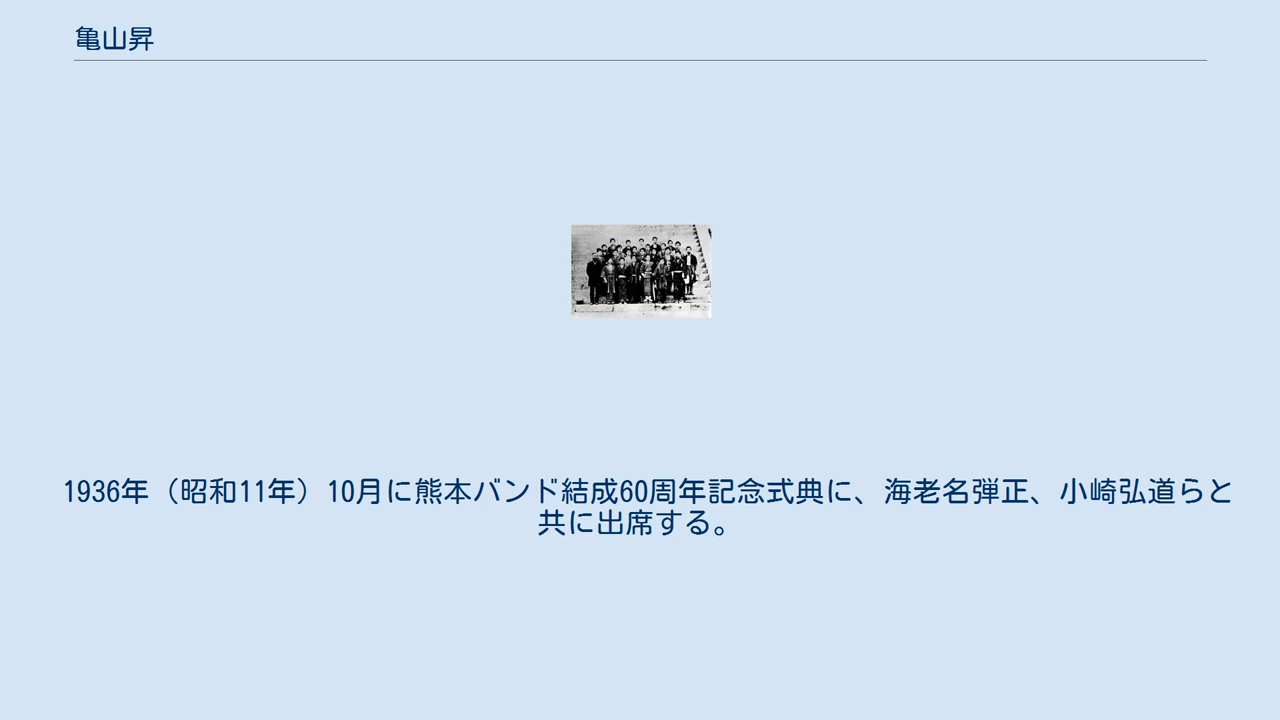 亀山昇
1936年（昭和11年）10月に熊本バンド結成60周年記念式典に、海老名弾正、小崎弘道らと
共に出席する。